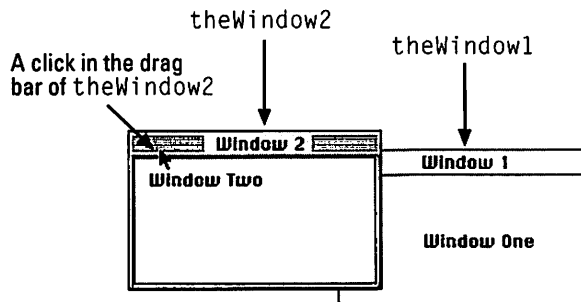 theWindow2
theWindow1
A click in the drag
bar of theWindow2
Window 2
Window 1
Window Two
Window One